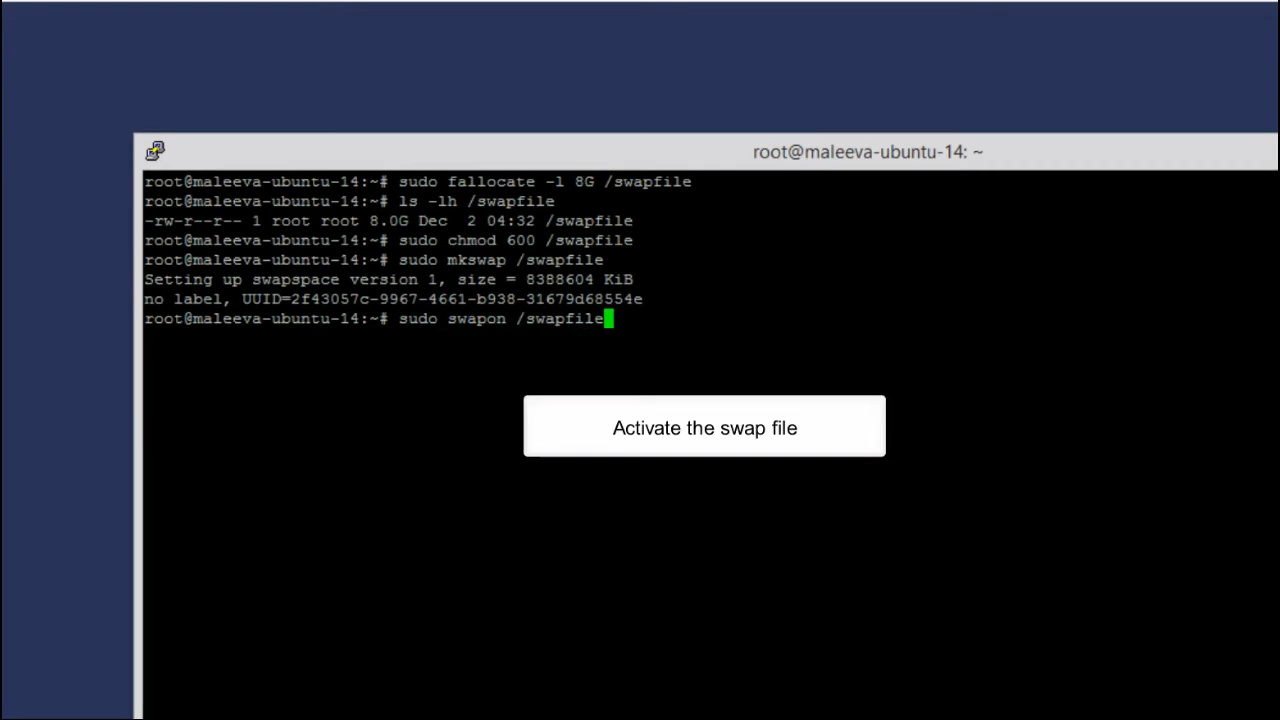 root@maleeva-ubuntu-14: ~
root@maleeva-ubuntu-14:~# sudo fallocate -l 8G /swapfile
root@maleeva-ubuntu-14:~# ls -lh /swapfile
-rw-r--r-- 1 root root 8.0G Dec  2 04:32 /swapfile
root@maleeva-ubuntu-14:~# sudo chmod 600 /swapfile
root@maleeva-ubuntu-14:~# sudo mkswap /swapfile
Setting up swapspace version 1, size = 8388604 KiB
no label, UUID=2f43057c-9967-4661-b938-31679d68554e
root@maleeva-ubuntu-14:~# sudo swapon /swapfile
Activate the swap file